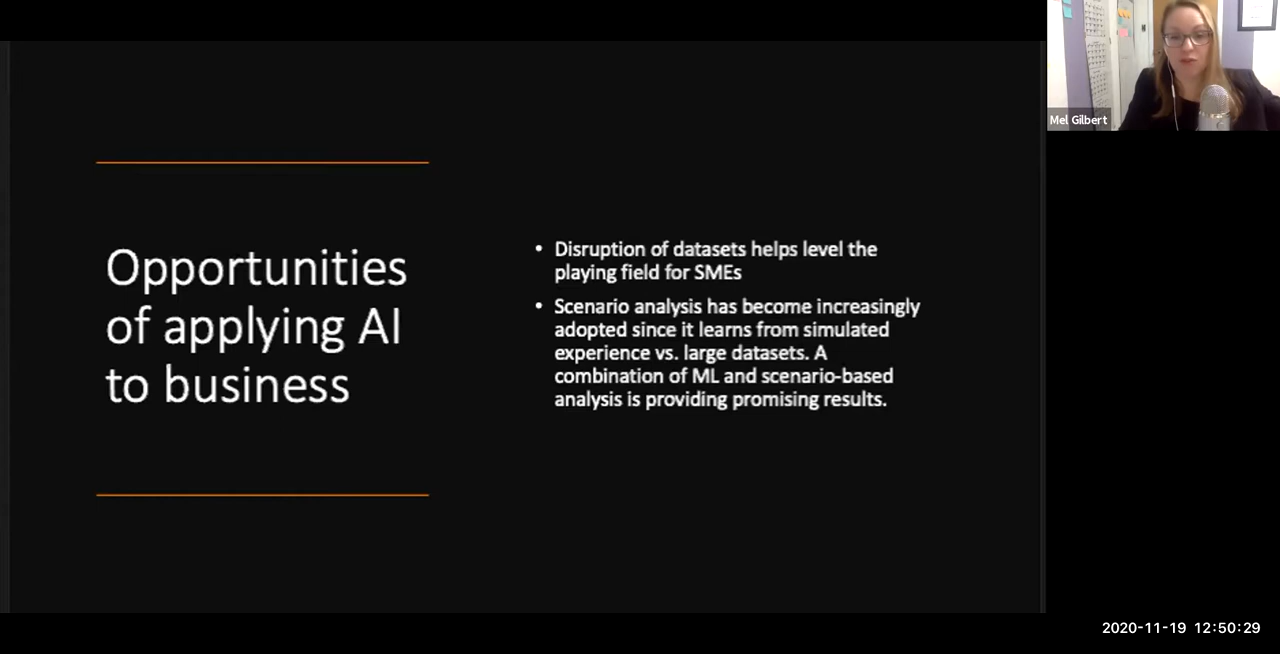 Mel Gilbert
Opportunities
of applying AI
to business
• Disruption of datasets helps level the
playing field for SMEs
• Scenario analysis has become increasingly
adopted since it learns from simulated
experience vs. large datasets. A
combination of ML and scenario-based
analysis is providing promising results.
2020-11-19 12:50:29